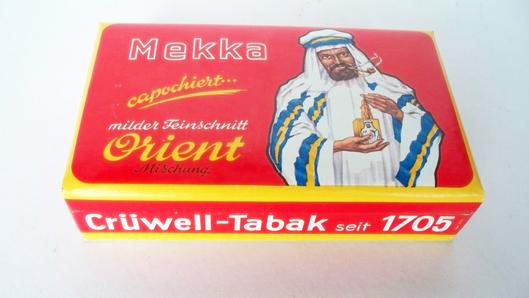 Mekka
capochiert...
milder Feinschnitt
Orient
Mischung
Crüwell-Tabak seit 1705